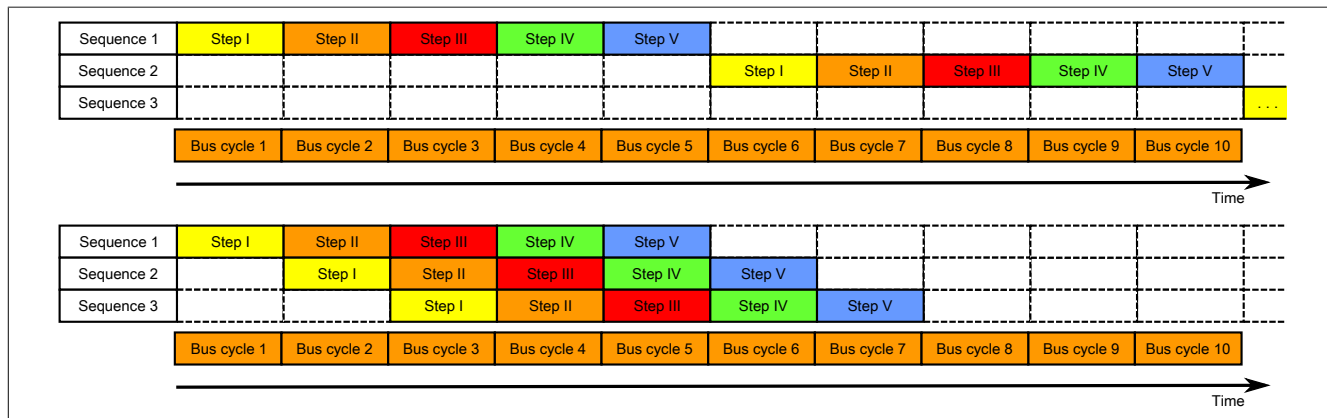 Sequence 1 Step I Step II Step III Step IV Step V
Sequence 2 Step I Step II Step III Step IV Step V
Sequence 3 . . .
Bus cycle 1 Bus cycle 2 Bus cycle 3 Bus cycle 4 Bus cycle 5 Bus cycle 6 Bus cycle 7 Bus cycle 8 Bus cycle 9 Bus cycle 10
Time
Sequence 1 Step I Step II Step III Step IV Step V
Sequence 2 Step I Step II Step III Step IV Step V
Sequence 3 Step I Step II Step III Step IV Step V
Bus cycle 1 Bus cycle 2 Bus cycle 3 Bus cycle 4 Bus cycle 5 Bus cycle 6 Bus cycle 7 Bus cycle 8 Bus cycle 9 Bus cycle 10
Time